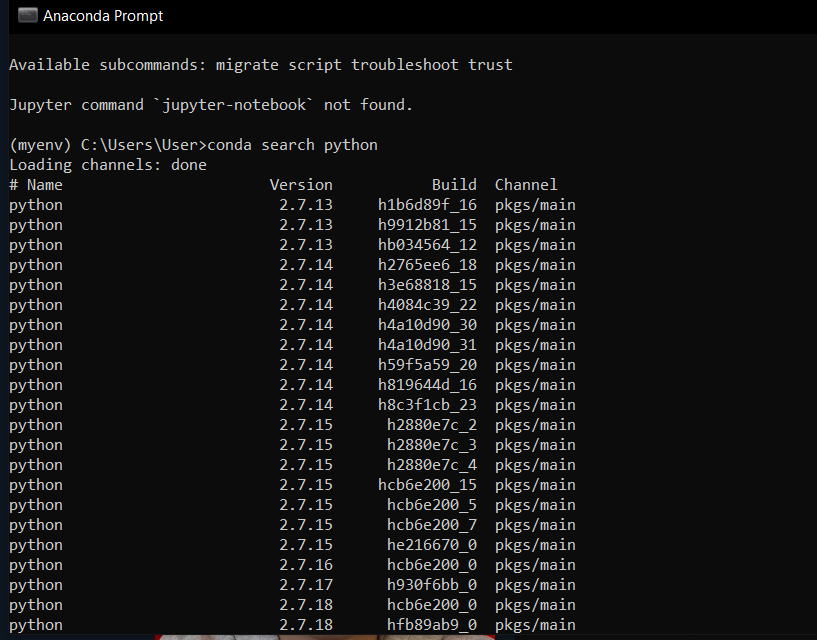 Anaconda Prompt
Available subcommands: migrate script troubleshoot trust
Jupyter command `jupyter-notebook` not found.
(myenv) C:\Users\User>conda search python
Loading channels: done
# Name Version Build Channel
python 2.7.13 h1b6d89f_16 pkgs/main
python 2.7.13 h9912b81_15 pkgs/main
python 2.7.13 hb034564_12 pkgs/main
python 2.7.14 h2765ee6_18 pkgs/main
python 2.7.14 h3e68818_15 pkgs/main
python 2.7.14 h4084c39_22 pkgs/main
python 2.7.14 h4a10d90_30 pkgs/main
python 2.7.14 h4a10d90_31 pkgs/main
python 2.7.14 h59f5a59_20 pkgs/main
python 2.7.14 h819644d_16 pkgs/main
python 2.7.14 h8c3f1cb_23 pkgs/main
python 2.7.15 h2880e7c_2 pkgs/main
python 2.7.15 h2880e7c_3 pkgs/main
python 2.7.15 h2880e7c_4 pkgs/main
python 2.7.15 hcb6e200_15 pkgs/main
python 2.7.15 hcb6e200_5 pkgs/main
python 2.7.15 hcb6e200_7 pkgs/main
python 2.7.15 he216670_0 pkgs/main
python 2.7.16 hcb6e200_0 pkgs/main
python 2.7.17 h930f6bb_0 pkgs/main
python 2.7.18 hcb6e200_0 pkgs/main
python 2.7.18 hfb89ab9_0 pkgs/main